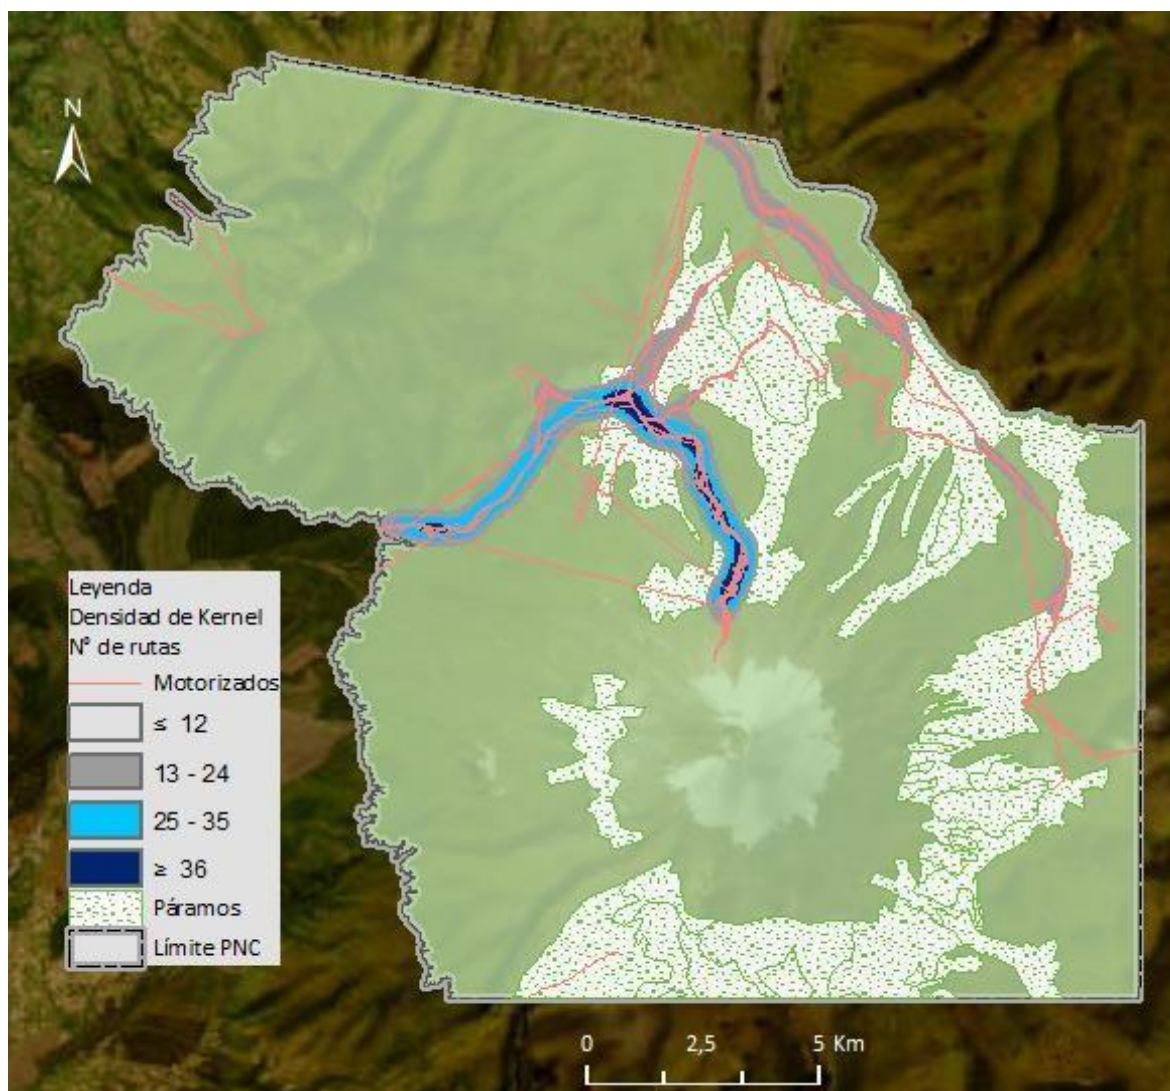 N
Leyenda
Densidad de Kernel
N° de rutas
Motorizados
≤ 12
13 - 24
25 - 35
≥ 36
Páramos
Límite PNC
0 2,5 5 Km